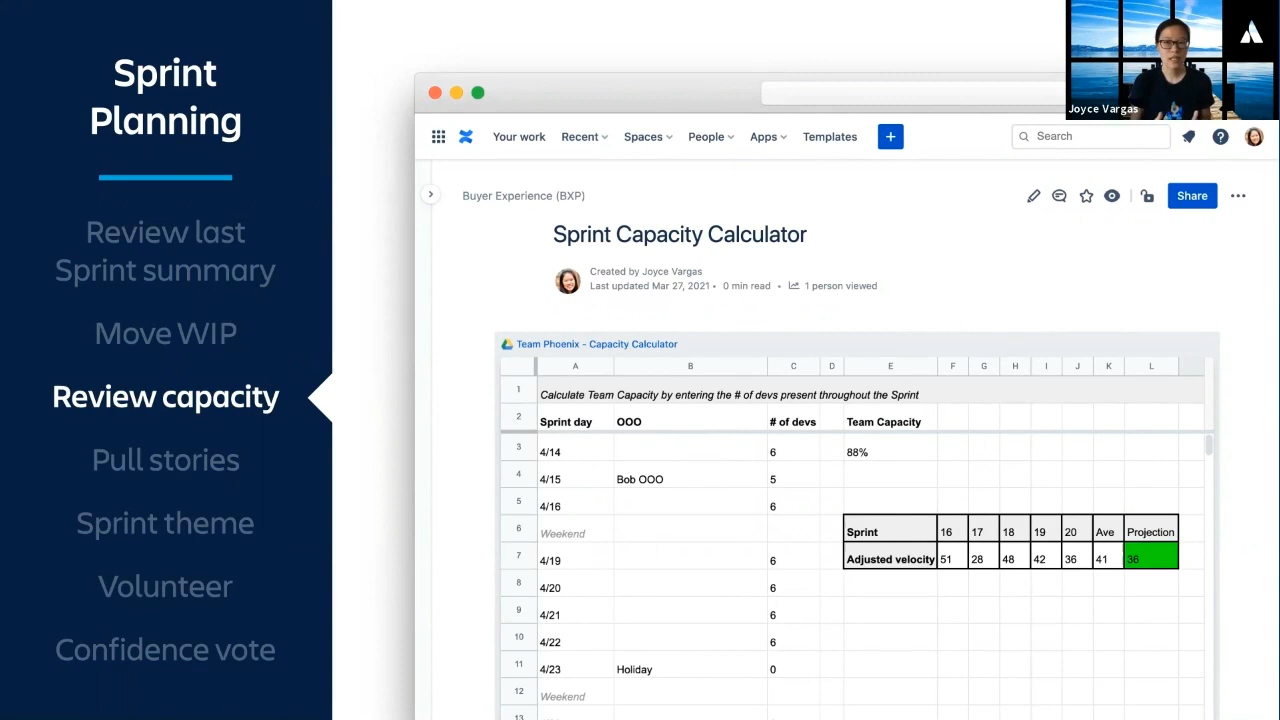 Sprint
Planning
Review last
Sprint summary
Move WIP
Review capacity
Pull stories
Sprint theme
Volunteer
Confidence vote
Joyce Vargas
Your work Recent Spaces People Apps Templates + Search ?
Buyer Experience (BXP) Share
Sprint Capacity Calculator
Created by Joyce Vargas
Last updated Mar 27, 2021 • 0 min read • 1 person viewed
Team Phoenix - Capacity Calculator
A B C D E F G H I J K L
1 Calculate Team Capacity by entering the # of devs present throughout the Sprint
2 Sprint day OOO # of devs Team Capacity
3 4/14 6 88%
4 4/15 Bob OOO 5
5 4/16 6
6 Weekend Sprint 16 17 18 19 20 Ave Projection
7 4/19 6 Adjusted velocity 51 28 48 42 36 41 36
8 4/20 6
9 4/21 6
10 4/22 6
11 4/23 Holiday 0
12 Weekend
13